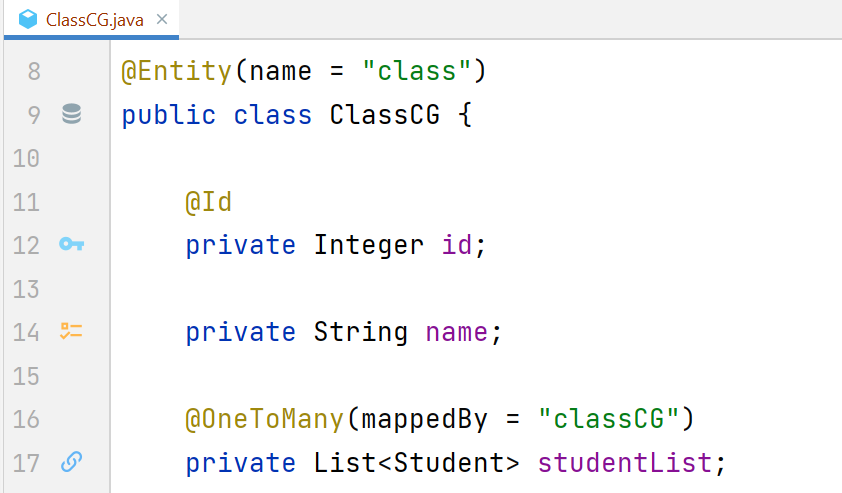 ClassCG.java
8 @Entity(name = "class")
9 public class ClassCG {
10
11 @Id
12 private Integer id;
13
14 private String name;
15
16 @OneToMany(mappedBy = "classCG")
17 private List<Student> studentList;